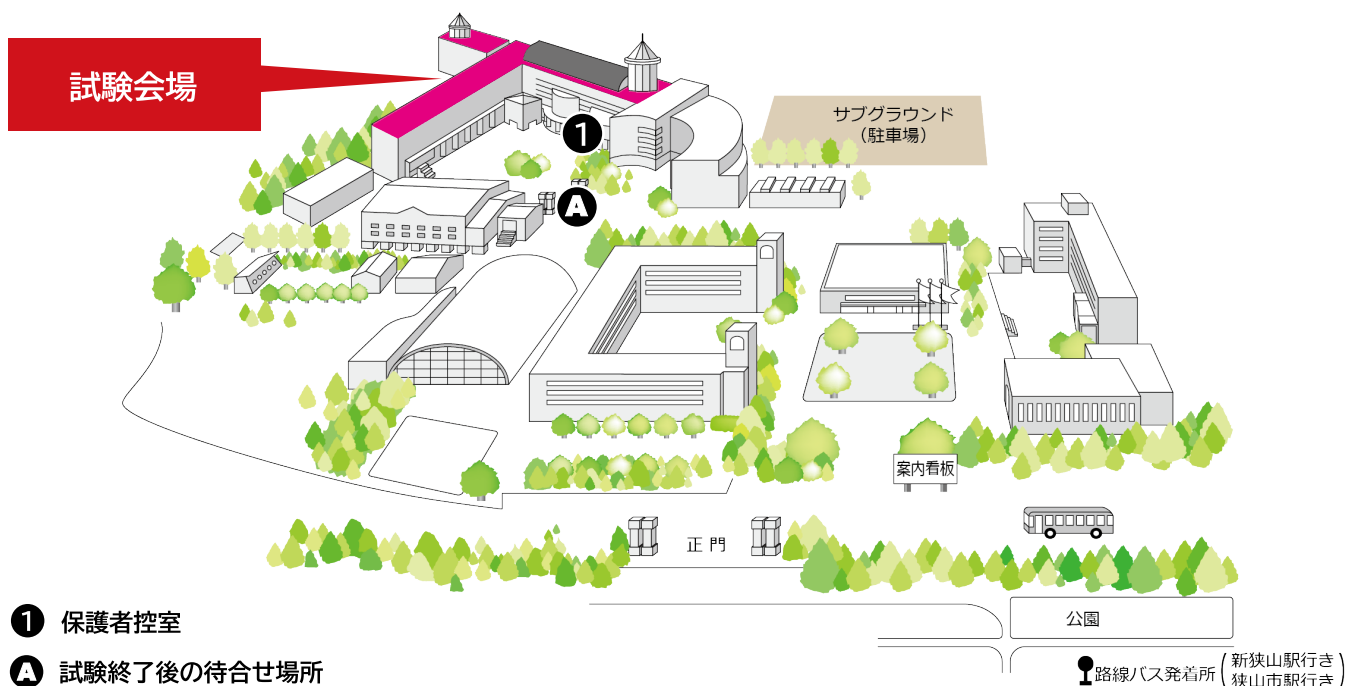 試験会場
サブグラウンド
（駐車場）
1
A
案内看板
正門
1 保護者控室
A 試験終了後の待合せ場所
公園
路線バス発着所（新狭山駅行き
狭山市駅行き）